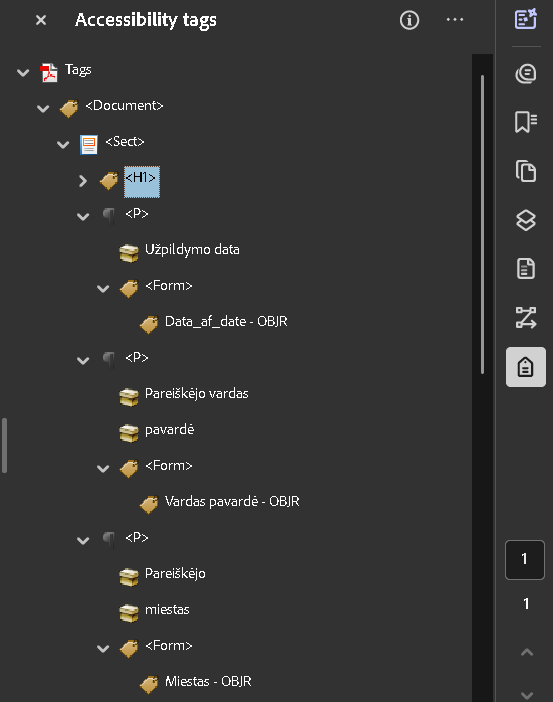 Accessibility tags
Tags
<Document>
<Sect>
<H1>
<P>
Užpildymo data
<Form>
Data_af_date - OBJR
<P>
Pareiškėjo vardas
pavardė
<Form>
Vardas pavardė - OBJR
<P>
Pareiškėjo
miestas
<Form>
Miestas - OBJR
1
1